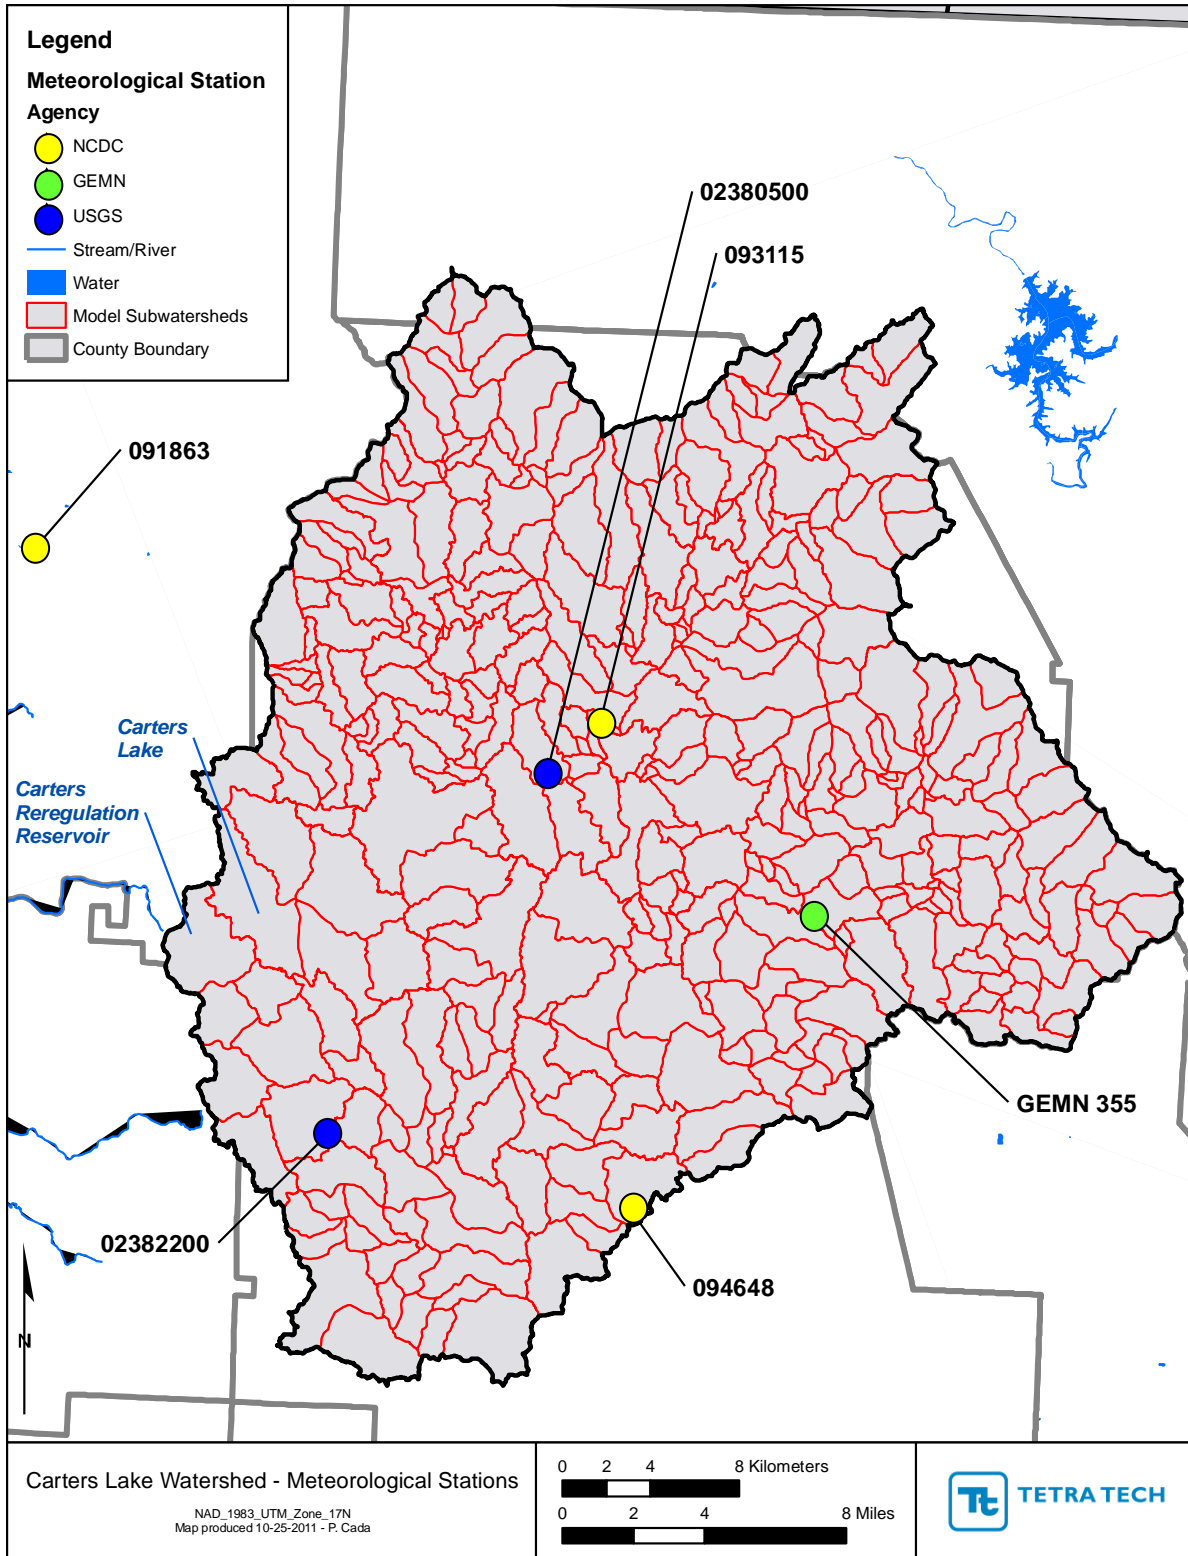 Legend
Meteorological Station
Agency
NCDC
GEMN
USGS
Stream/River
Water
Model Subwatersheds
County Boundary
02380500
093115
091863
Carters
Lake
Carters
Reregulation
Reservoir
GEMN 355
02382200
094648
N
Carters Lake Watershed - Meteorological Stations
NAD_1983_UTM_Zone_17N
Map produced 10-25-2011 - P. Cada
0 2 4 8 Kilometers
0 2 4 8 Miles
Tt TETRA TECH